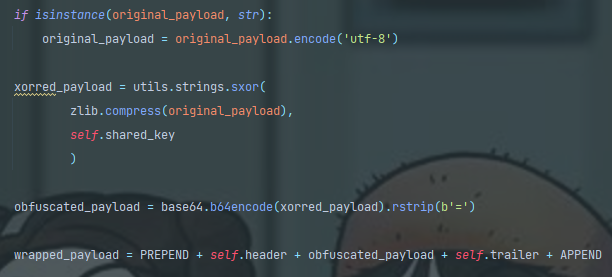 if isinstance(original_payload, str):
    original_payload = original_payload.encode('utf-8')
xorred_payload = utils.strings.sxor(
        zlib.compress(original_payload),
        self.shared_key
        )
obfuscated_payload = base64.b64encode(xorred_payload).rstrip(b'=')
wrapped_payload = PREPEND + self.header + obfuscated_payload + self.trailer + APPEND